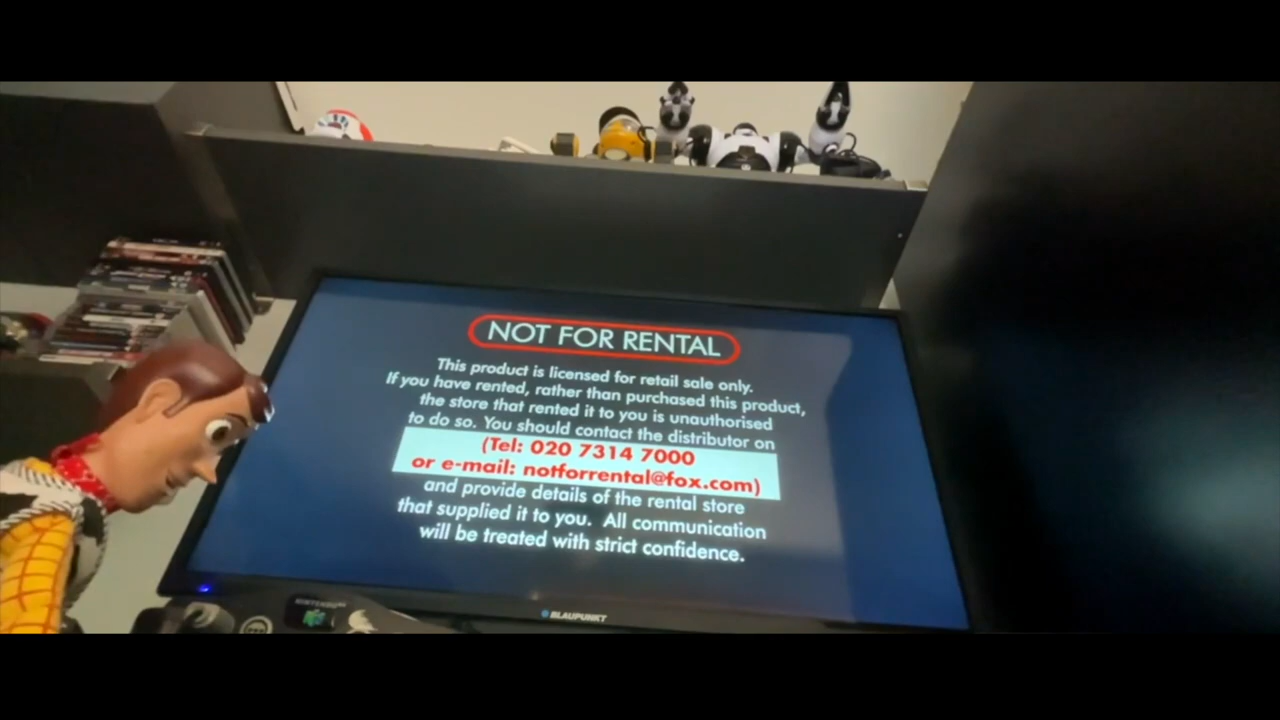 NOT FOR RENTAL
This product is licensed for retail sale only.
If you have rented, rather than purchased this product,
the store that rented it to you is unauthorised
to do so. You should contact the distributor on
(Tel: 020 7314 7000
or e-mail: notforrental@fox.com)
and provide details of the rental store
that supplied it to you. All communication
will be treated with strict confidence.
NINTENDO
BLAUPUNKT